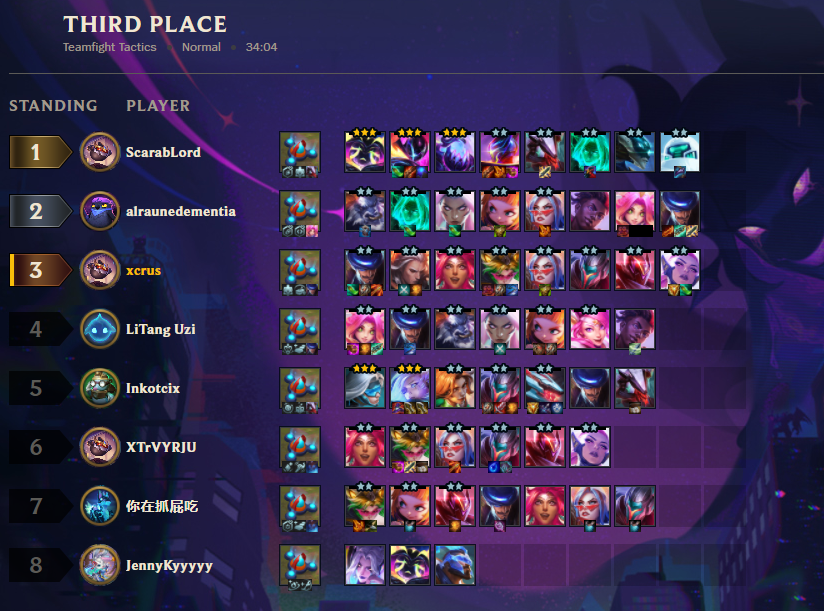 THIRD PLACE
Teamfight Tactics • Normal • 34:04
STANDING PLAYER
1 ScarabLord
2 alraunedementia
3 xcrus
4 LiTang Uzi
5 Inkotcix
6 XTrVYRJU
7 你在抓屁吃
8 JennyKyyyyy